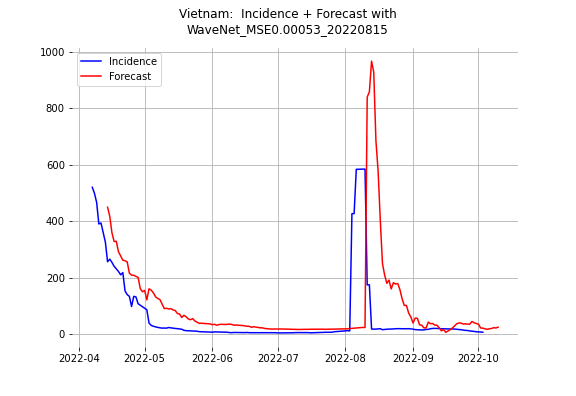 Vietnam:  Incidence + Forecast with
WaveNet_MSE0.00053_20220815
Incidence
Forecast
1000
800
600
400
200
0
2022-04 2022-05 2022-06 2022-07 2022-08 2022-09 2022-10